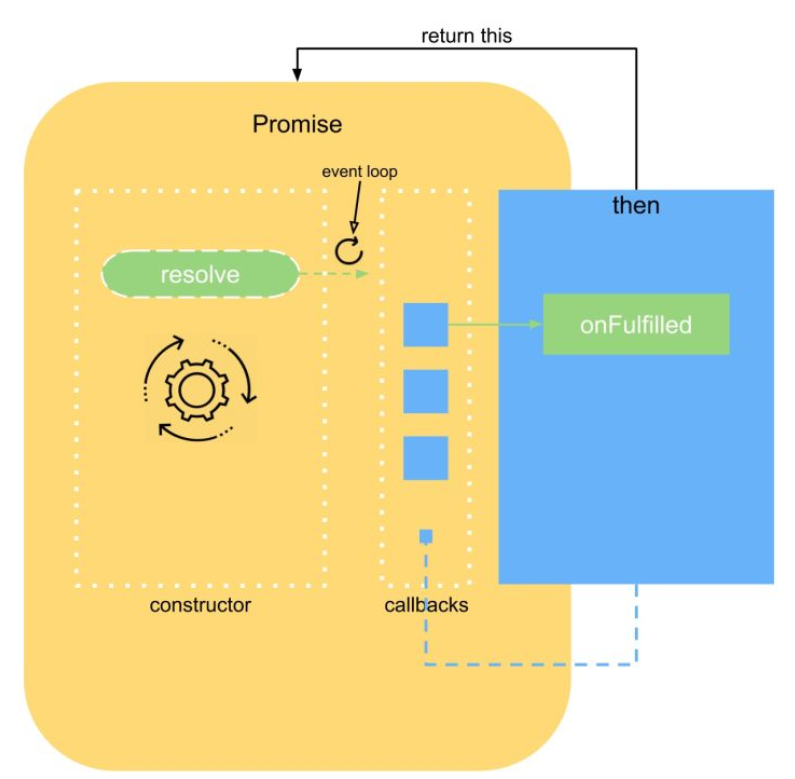 return this
Promise
event loop
then
resolve
onFulfilled
constructor
callbacks